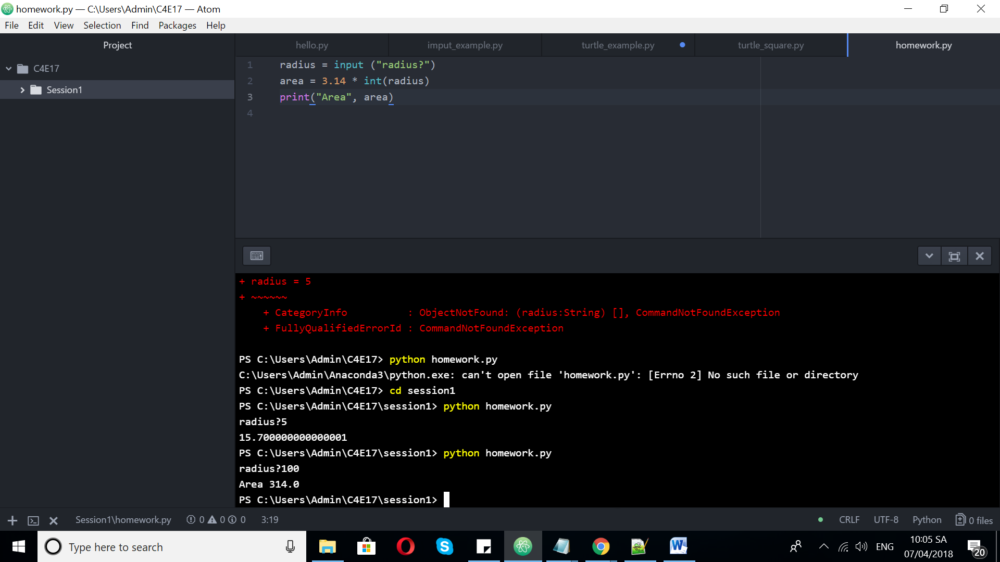 homework.py — C:\Users\Admin\C4E17 — Atom
File Edit View Selection Find Packages Help
Project
hello.py imput_example.py turtle_example.py turtle_square.py homework.py
C4E17
Session1
1 radius = input ("radius?")
2 area = 3.14 * int(radius)
3 print("Area", area)
4
+ radius = 5
+ ~~~~~~
+ CategoryInfo : ObjectNotFound: (radius:String) [], CommandNotFoundException
+ FullyQualifiedErrorId : CommandNotFoundException
PS C:\Users\Admin\C4E17> python homework.py
C:\Users\Admin\Anaconda3\python.exe: can't open file 'homework.py': [Errno 2] No such file or directory
PS C:\Users\Admin\C4E17> cd session1
PS C:\Users\Admin\C4E17\session1> python homework.py
radius?5
15.700000000000001
PS C:\Users\Admin\C4E17\session1> python homework.py
radius?100
Area 314.0
PS C:\Users\Admin\C4E17\session1>
Session1\homework.py 0 0 0 3:19 CRLF UTF-8 Python 0 files
Type here to search
ENG
10:05 SA
07/04/2018
20